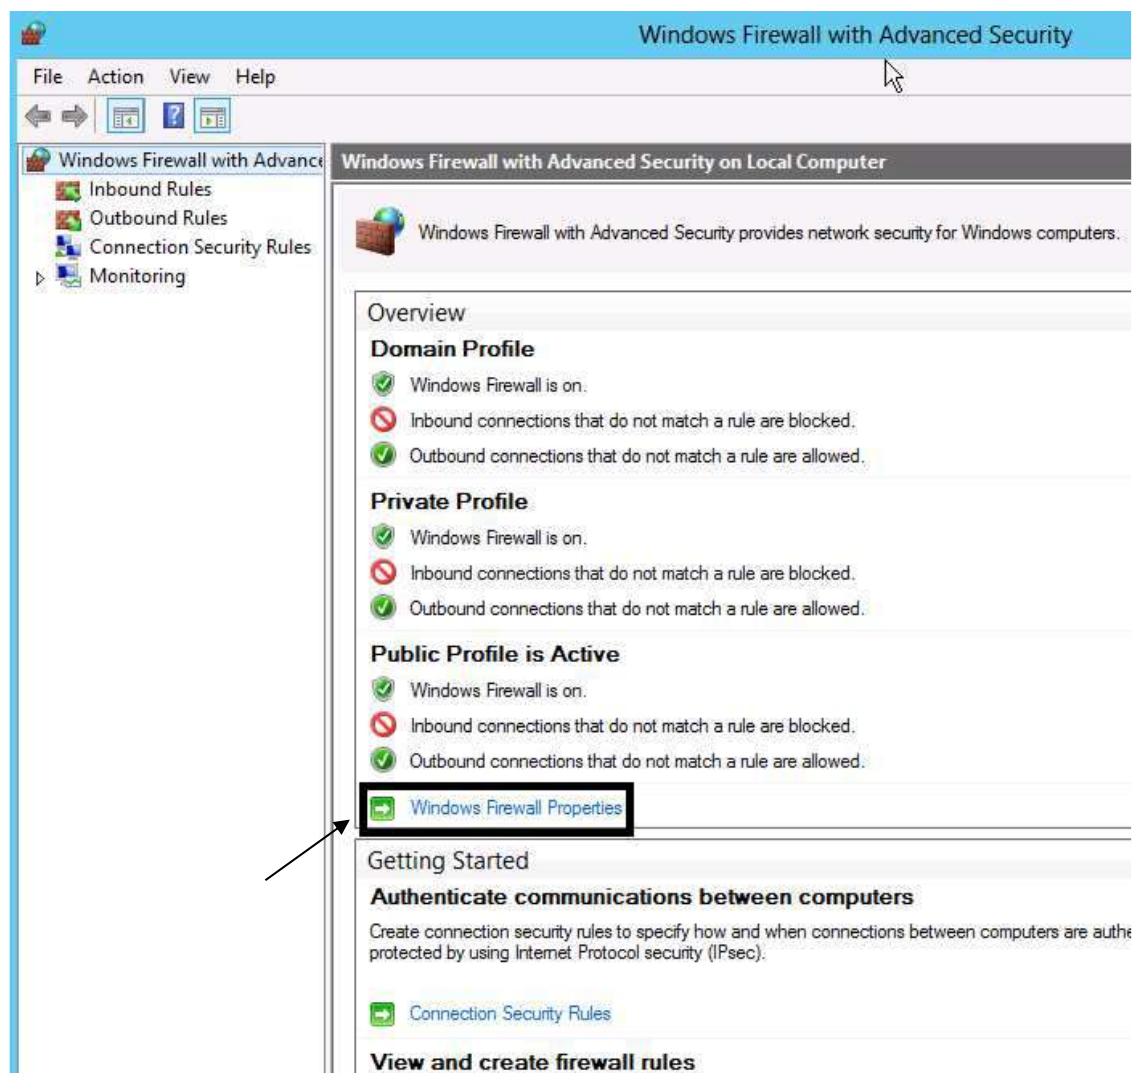 Windows Firewall with Advanced Security
File Action View Help
Windows Firewall with Advance
Inbound Rules
Outbound Rules
Connection Security Rules
Monitoring
Windows Firewall with Advanced Security on Local Computer
Windows Firewall with Advanced Security provides network security for Windows computers.
Overview
Domain Profile
Windows Firewall is on.
Inbound connections that do not match a rule are blocked.
Outbound connections that do not match a rule are allowed.
Private Profile
Windows Firewall is on.
Inbound connections that do not match a rule are blocked.
Outbound connections that do not match a rule are allowed.
Public Profile is Active
Windows Firewall is on.
Inbound connections that do not match a rule are blocked.
Outbound connections that do not match a rule are allowed.
Windows Firewall Properties
Getting Started
Authenticate communications between computers
Create connection security rules to specify how and when connections between computers are authe
protected by using Internet Protocol security (IPsec).
Connection Security Rules
View and create firewall rules